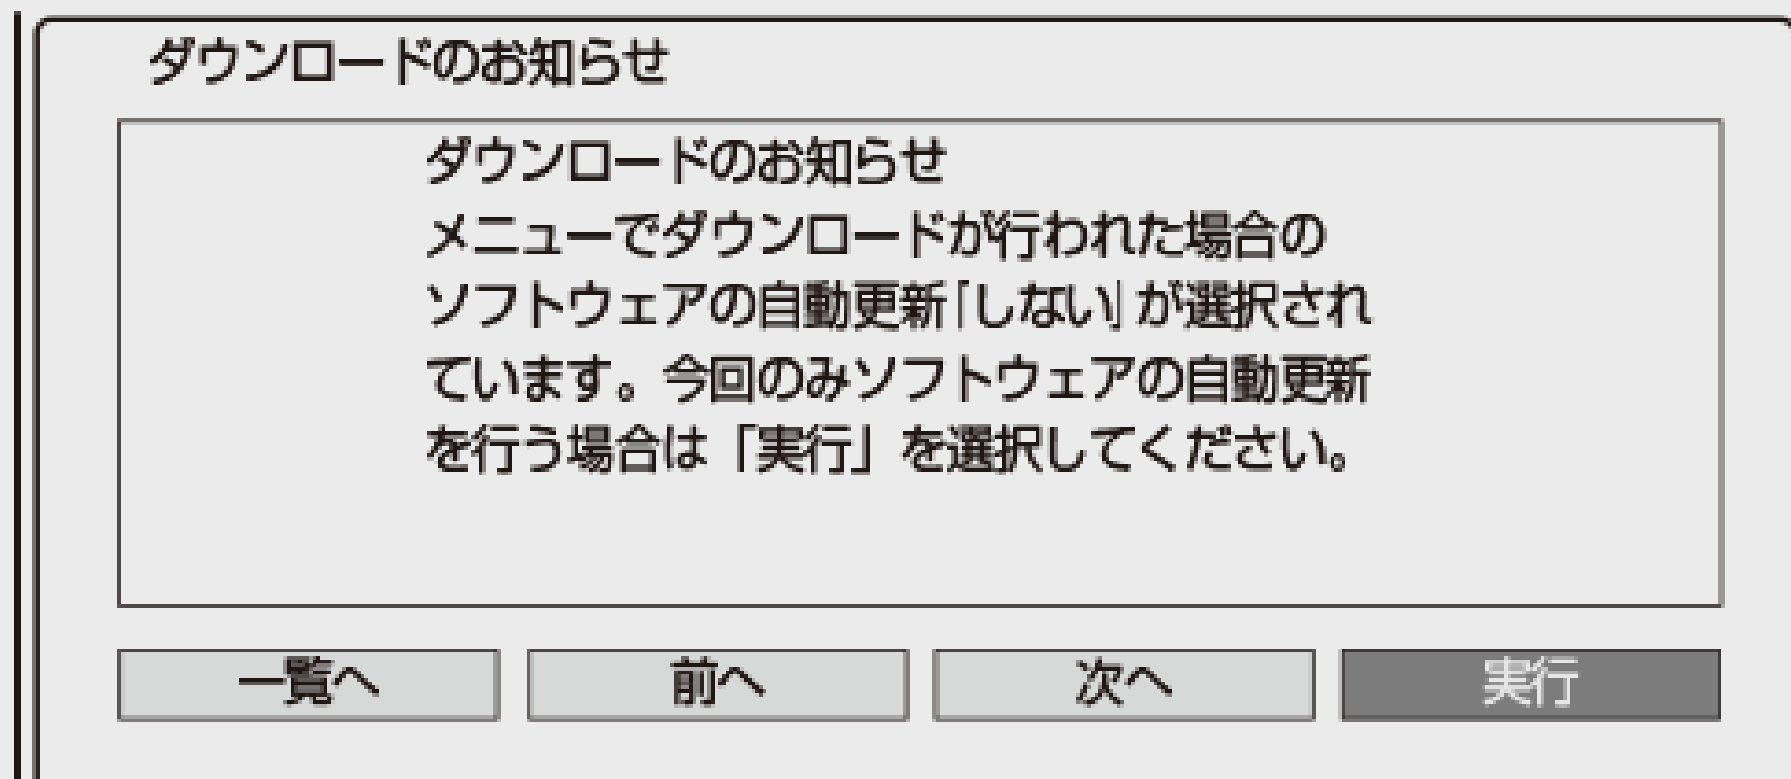 ダウンロードのお知らせ
ダウンロードのお知らせ
メニューでダウンロードが行われた場合の
ソフトウェアの自動更新「しない」が選択され
ています。今回のみソフトウェアの自動更新
を行う場合は「実行」を選択してください。
一覧へ 前へ 次へ 実行